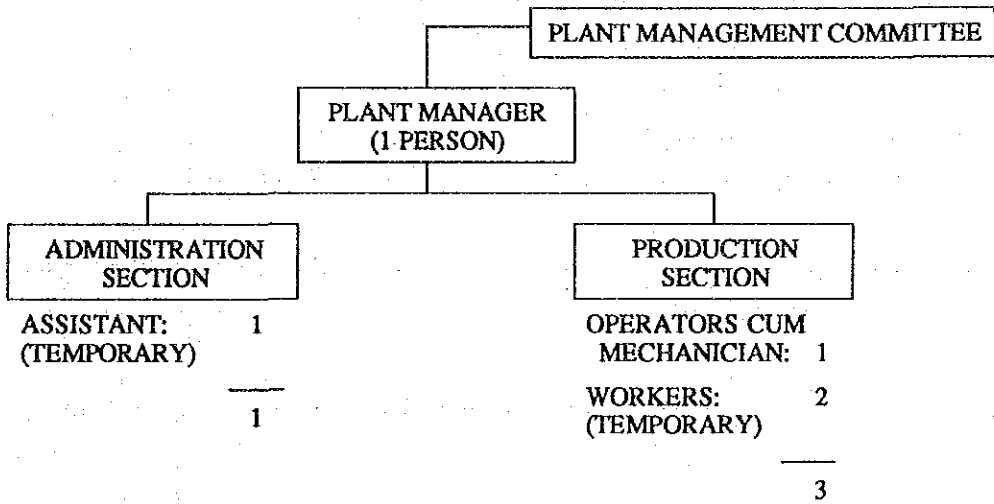 PLANT MANAGEMENT COMMITTEE
PLANT MANAGER
(1 PERSON)
ADMINISTRATION
SECTION
ASSISTANT: 1
(TEMPORARY)
1
PRODUCTION
SECTION
OPERATORS CUM
MECHANICIAN: 1
WORKERS: 2
(TEMPORARY)
3